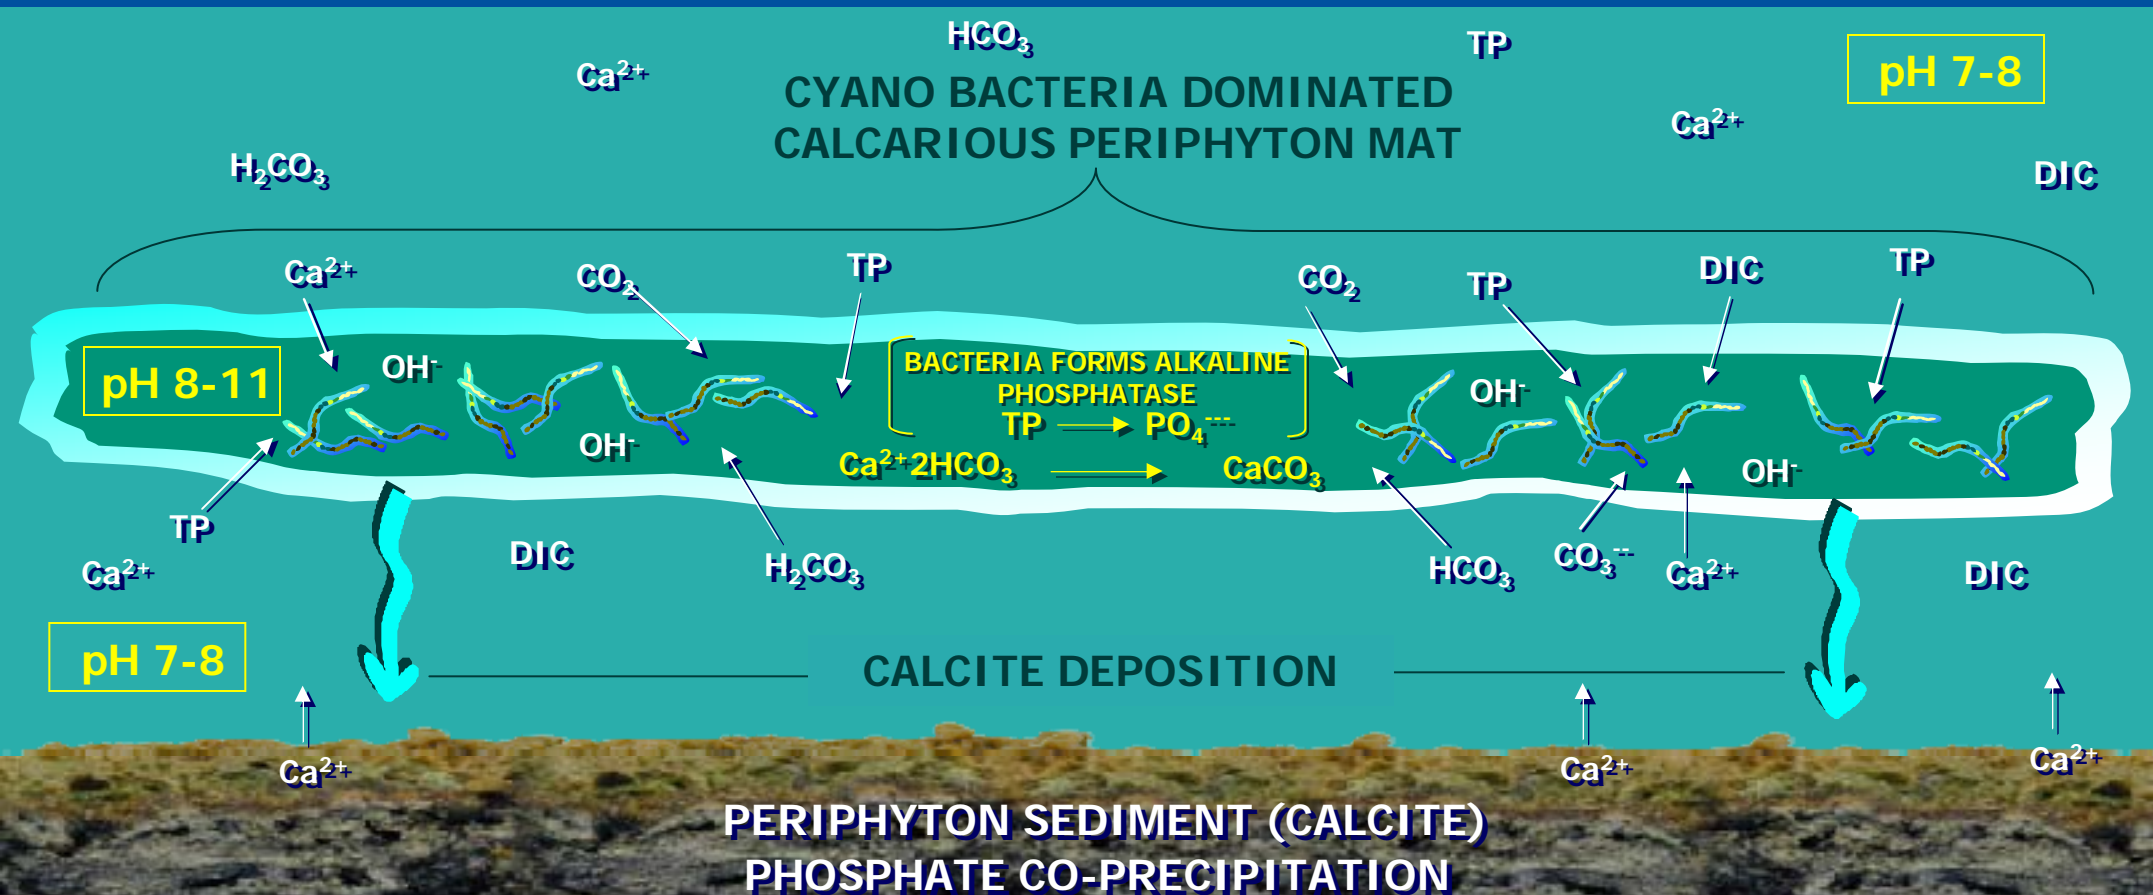 HCO₃
TP
Ca²⁺
pH 7-8
CYANO BACTERIA DOMINATED
CALCARIOUS PERIPHYTON MAT
Ca²⁺
H₂CO₃
DIC
Ca²⁺
CO₂
TP
CO₂
TP
DIC
TP
pH 8-11
OH⁻
BACTERIA FORMS ALKALINE
PHOSPHATASE
TP → PO₄---
Ca²⁺2HCO₃ → CaCO₃
OH⁻
OH⁻
OH⁻
TP
Ca²⁺
DIC
H₂CO₃
HCO₃
CO₃--
Ca²⁺
DIC
pH 7-8
CALCITE DEPOSITION
Ca²⁺
Ca²⁺
Ca²⁺
PERIPHYTON SEDIMENT (CALCITE)
PHOSPHATE CO-PRECIPITATION